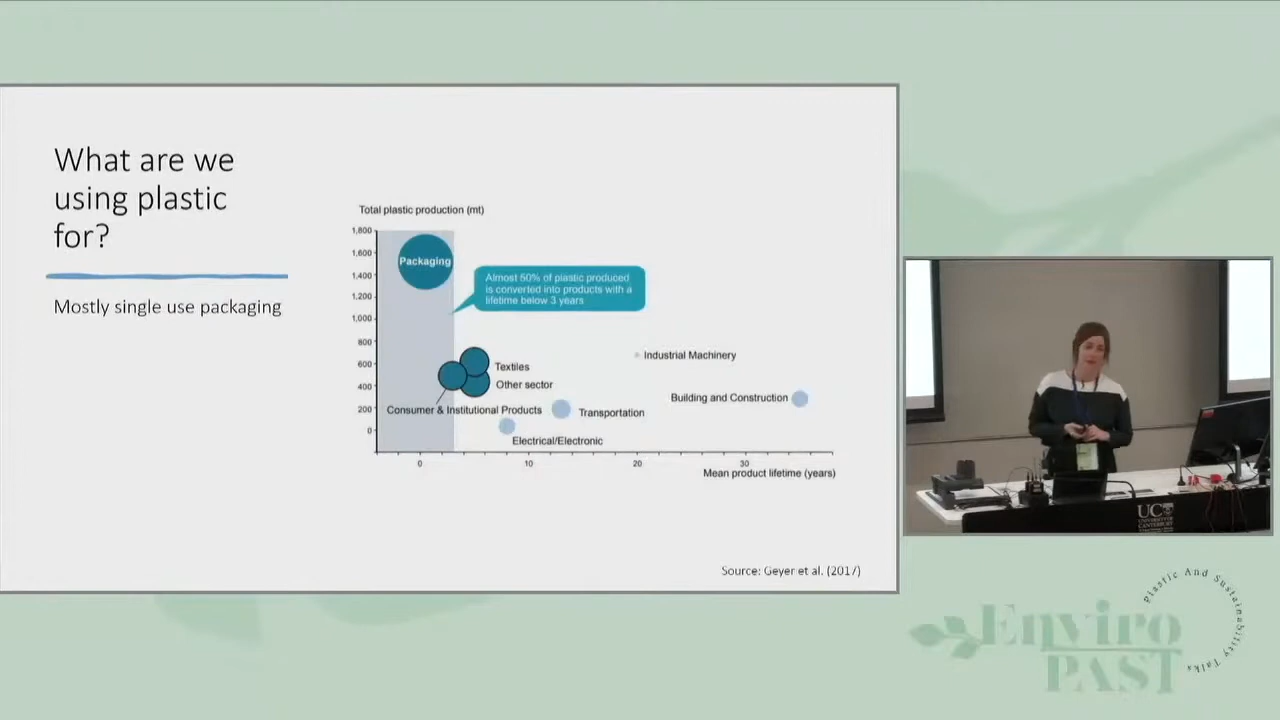 What are we
using plastic
for?
Mostly single use packaging
Total plastic production (mt)
1,800
1,600
1,400
1,200
1,000
800
600
400
200
0
Packaging
Almost 50% of plastic produced
is converted into products with a
lifetime below 3 years
Textiles
Other sector
Consumer & Institutional Products
Industrial Machinery
Building and Construction
Transportation
Electrical/Electronic
0
10
20
30
Mean product lifetime (years)
Source: Geyer et al. (2017)
UC
UNIVERSITY OF
CANTERBURY
Plastic And Sustainability Talks
Enviro
PAST